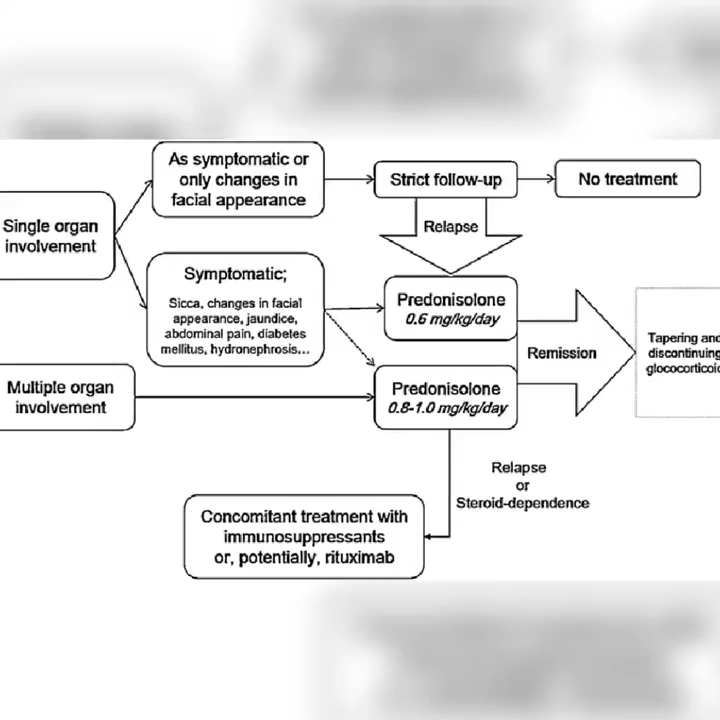 As symptomatic or
only changes in
facial appearance
Strict follow-up
No treatment
Single organ
involvement
Relapse
Symptomatic;
Sicca, changes in facial
appearance, jaundice,
abdominal pain, diabetes
mellitus, hydronephrosis...
Predonisolone
0.6 mg/kg/day
Remission
Tapering and
discontinuing
glococorticoid
Multiple organ
involvement
Predonisolone
0.8-1.0 mg/kg/day
Relapse
or
Steroid-dependence
Concomitant treatment with
immunosuppressants
or, potentially, rituximab